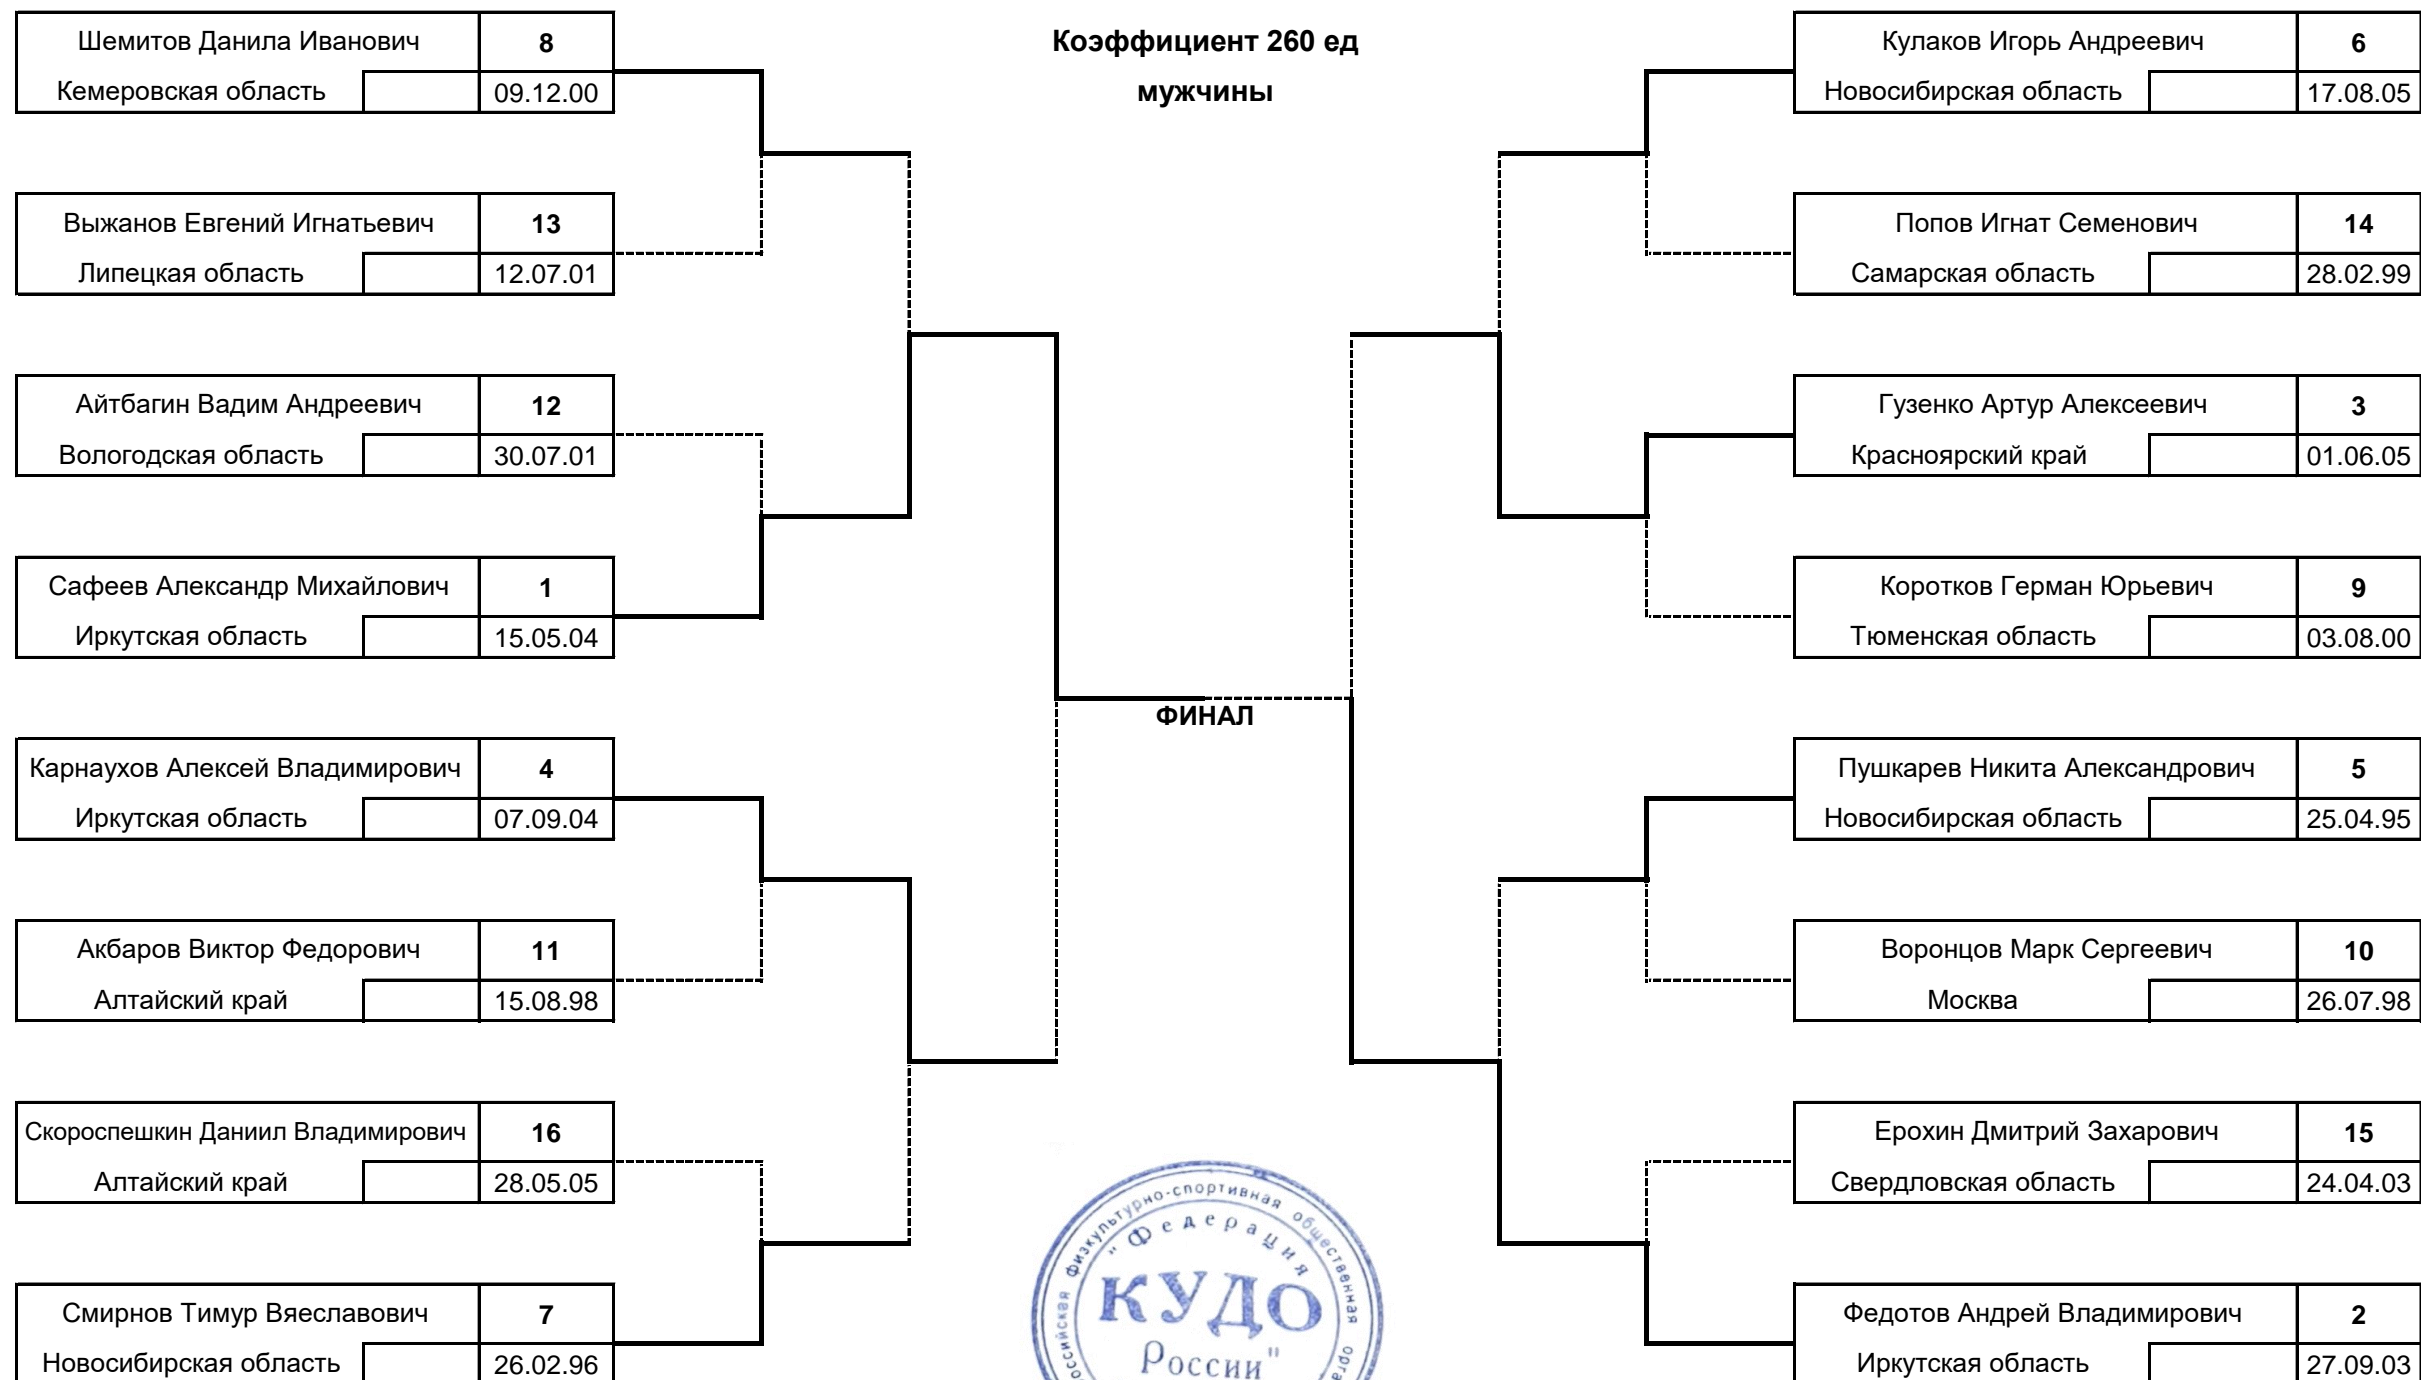 Коэффициент 260 ед
мужчины
Шемитов Данила Иванович 8
Кемеровская область 09.12.00
Выжанов Евгений Игнатьевич 13
Липецкая область 12.07.01
Айтбагин Вадим Андреевич 12
Вологодская область 30.07.01
Сафеев Александр Михайлович 1
Иркутская область 15.05.04
Карнаухов Алексей Владимирович 4
Иркутская область 07.09.04
Акбаров Виктор Федорович 11
Алтайский край 15.08.98
Скороспешкин Даниил Владимирович 16
Алтайский край 28.05.05
Смирнов Тимур Вяеславович 7
Новосибирская область 26.02.96
ФИНАЛ
Кулаков Игорь Андреевич 6
Новосибирская область 17.08.05
Попов Игнат Семенович 14
Самарская область 28.02.99
Гузенко Артур Алексеевич 3
Красноярский край 01.06.05
Коротков Герман Юрьевич 9
Тюменская область 03.08.00
Пушкарев Никита Александрович 5
Новосибирская область 25.04.95
Воронцов Марк Сергеевич 10
Москва 26.07.98
Ерохин Дмитрий Захарович 15
Свердловская область 24.04.03
Федотов Андрей Владимирович 2
Иркутская область 27.09.03
физкультурно-спортивная общественная
"Федерация
КУДО
России"